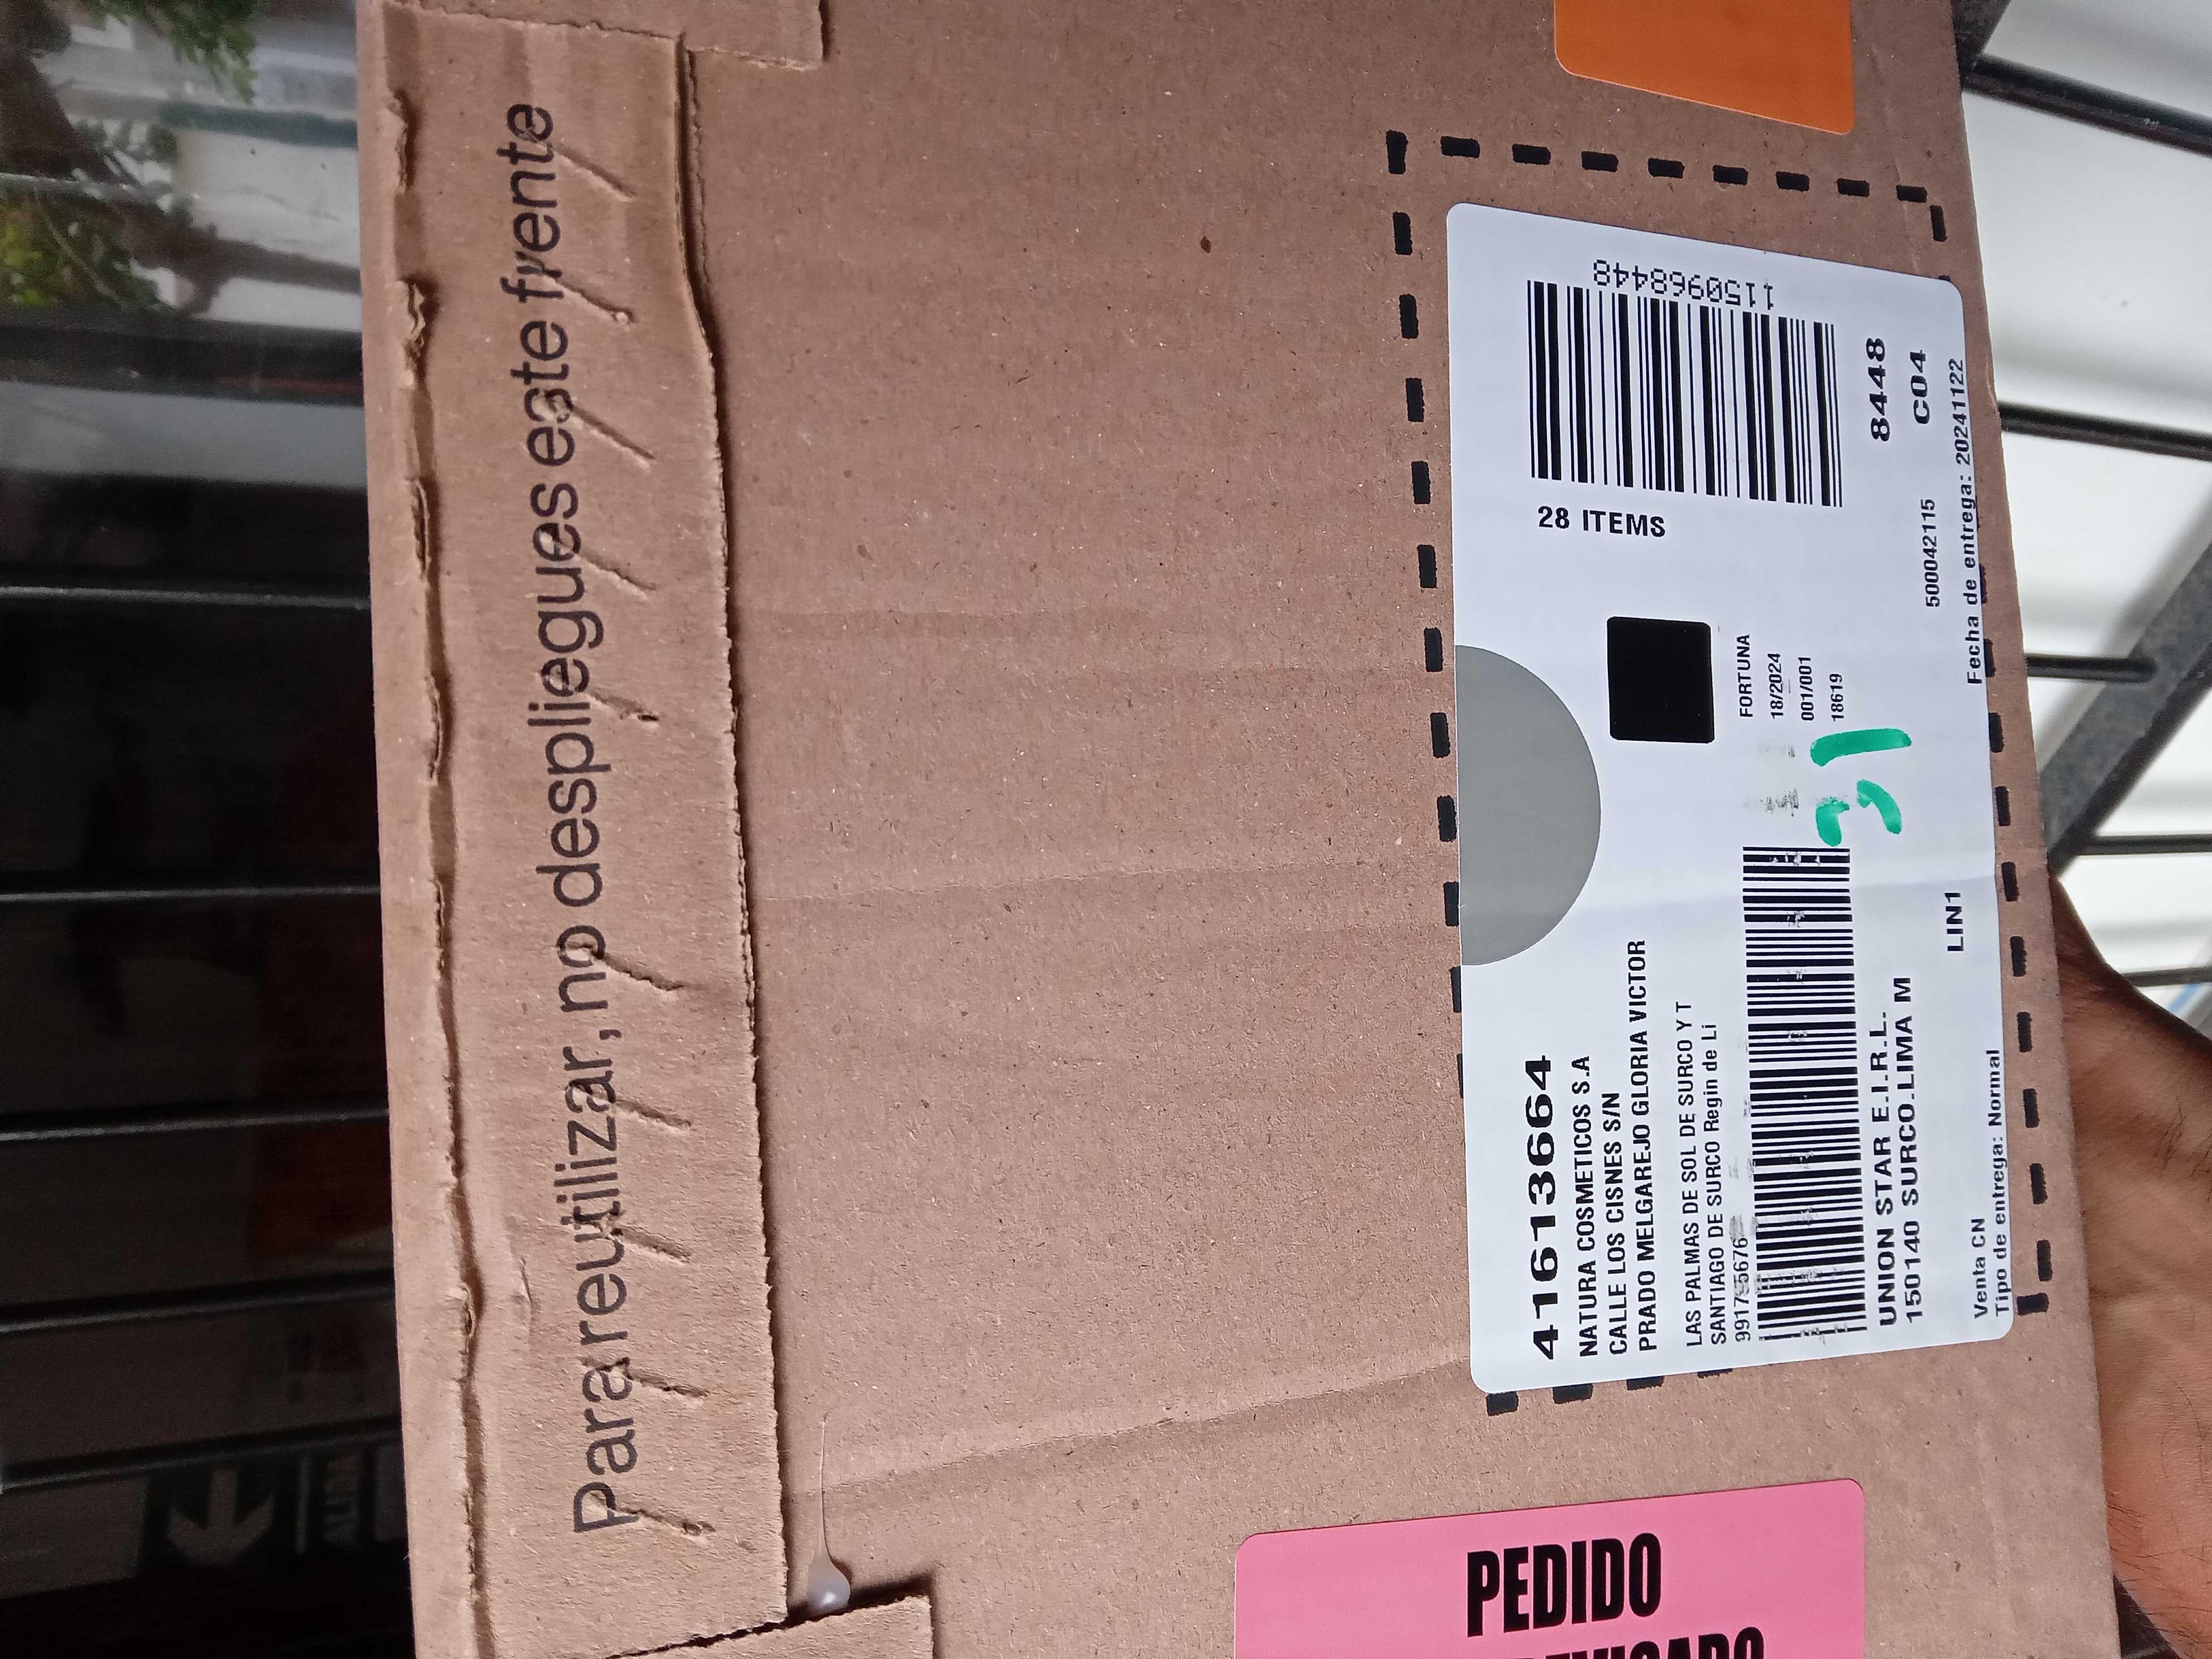 Para reutilizar, no despliegues este frente
41613664
NATURA COSMETICOS S.A
CALLE LOS CISNES S/N
PRADO MELGAREJO GLORIA VICTOR
LAS PALMAS DE SOL DE SURCO Y T
SANTIAGO DE SURCO Regin de Li
UNION STAR E.I.R.L.
150140 SURCO.LIMA M
LIN1
Venta CN
Tipo de entrega: Normal
28 ITEMS
1150968448
FORTUNA
18/2024
001/001
18619
31
8448
C04
500042115
Fecha de entrega: 20241122
PEDIDO